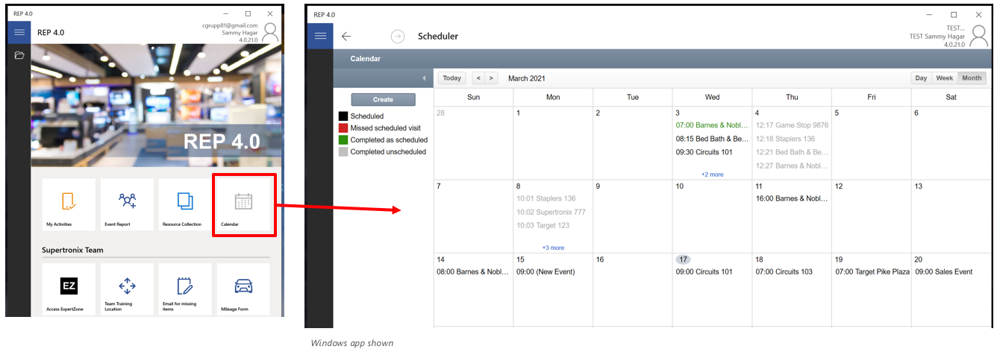 REP 4.0
REP 4.0
cgrupp81@gmail.com
Sammy Hagar
4.0.21.0
REP 4.0
My Activities
Event Report
Resource Collection
Calendar
Supertronix Team
EZ
Access ExpertZone
Team Training
Location
Email for missing
items
Mileage Form
REP 4.0
Scheduler
TEST...
TEST Sammy Hagar
4.0.21.0
Calendar
Create
Scheduled
Missed scheduled visit
Completed as scheduled
Completed unscheduled
Today < > March 2021 Day Week Month
Sun Mon Tue Wed Thu Fri Sat
28 1 2 3 4 5 6
07:00 Barnes & Nobl... 12:17 Game Stop 9876
08:15 Bed Bath & Be... 12:18 Staplers 136
09:30 Circuits 101 12:21 Bed Bath & Be...
12:27 Barnes & Nobl...
+2 more
7 8 9 10 11 12 13
10:01 Staplers 136 16:00 Barnes & Nobl...
10:02 Supertronix 777
10:03 Target 123
+3 more
14 15 16 17 18 19 20
08:00 Barnes & Nobl... 09:00 (New Event) 09:00 Circuits 101 07:00 Circuits 103 07:00 Target Pike Plaza 09:00 Sales Event
Windows app shown